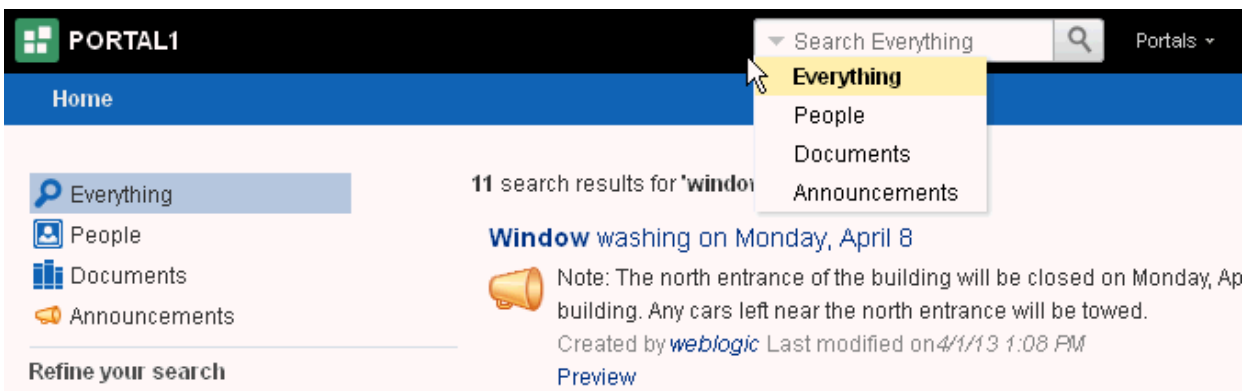 PORTAL1
Search Everything
Portals
Everything
People
Documents
Announcements
Home
Everything
People
Documents
Announcements
Refine your search
11 search results for 'window
Window washing on Monday, April 8
Note: The north entrance of the building will be closed on Monday, Ap
building. Any cars left near the north entrance will be towed.
Created by weblogic Last modified on4/1/13 1:08 PM
Preview